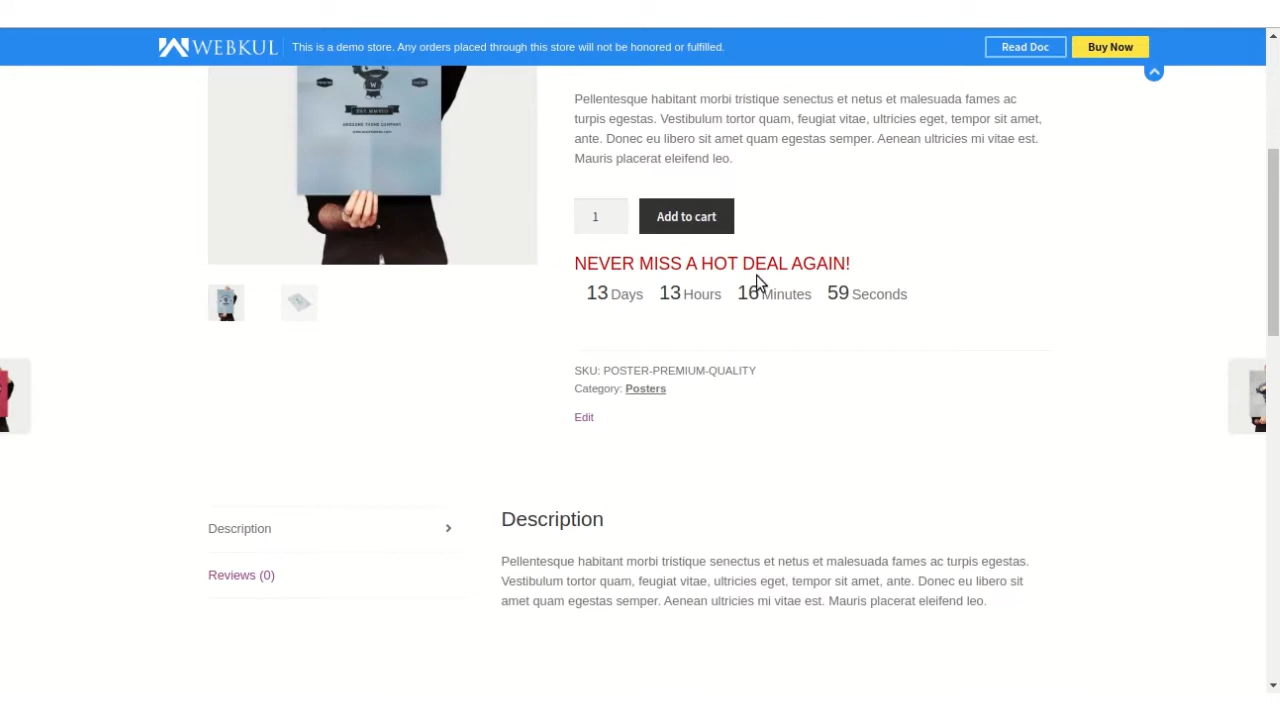 WEBKUL This is a demo store. Any orders placed through this store will not be honored or fulfilled. Read Doc Buy Now
W
Pellentesque habitant morbi tristique senectus et netus et malesuada fames ac
turpis egestas. Vestibulum tortor quam, feugiat vitae, ultricies eget, tempor sit amet,
ante. Donec eu libero sit amet quam egestas semper. Aenean ultricies mi vitae est.
Mauris placerat eleifend leo.
1 Add to cart
NEVER MISS A HOT DEAL AGAIN!
13 Days 13 Hours 16 Minutes 59 Seconds
SKU: POSTER-PREMIUM-QUALITY
Category: Posters
Edit
Description
Reviews (0)
Description
Pellentesque habitant morbi tristique senectus et netus et malesuada fames ac turpis egestas.
Vestibulum tortor quam, feugiat vitae, ultricies eget, tempor sit amet, ante. Donec eu libero sit
amet quam egestas semper. Aenean ultricies mi vitae est. Mauris placerat eleifend leo.